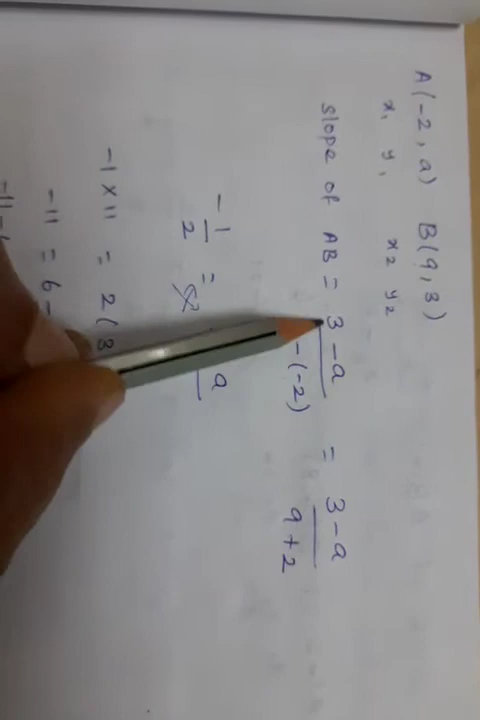 A(-2, a) B(9, 3)
x₁ y₁ x₂ y₂
slope of AB = 3 - a / - (-2) = 3 - a / 9 + 2
-1/2 = a
-1 × 11 = 2(3
-11 = 6 -
-11 -